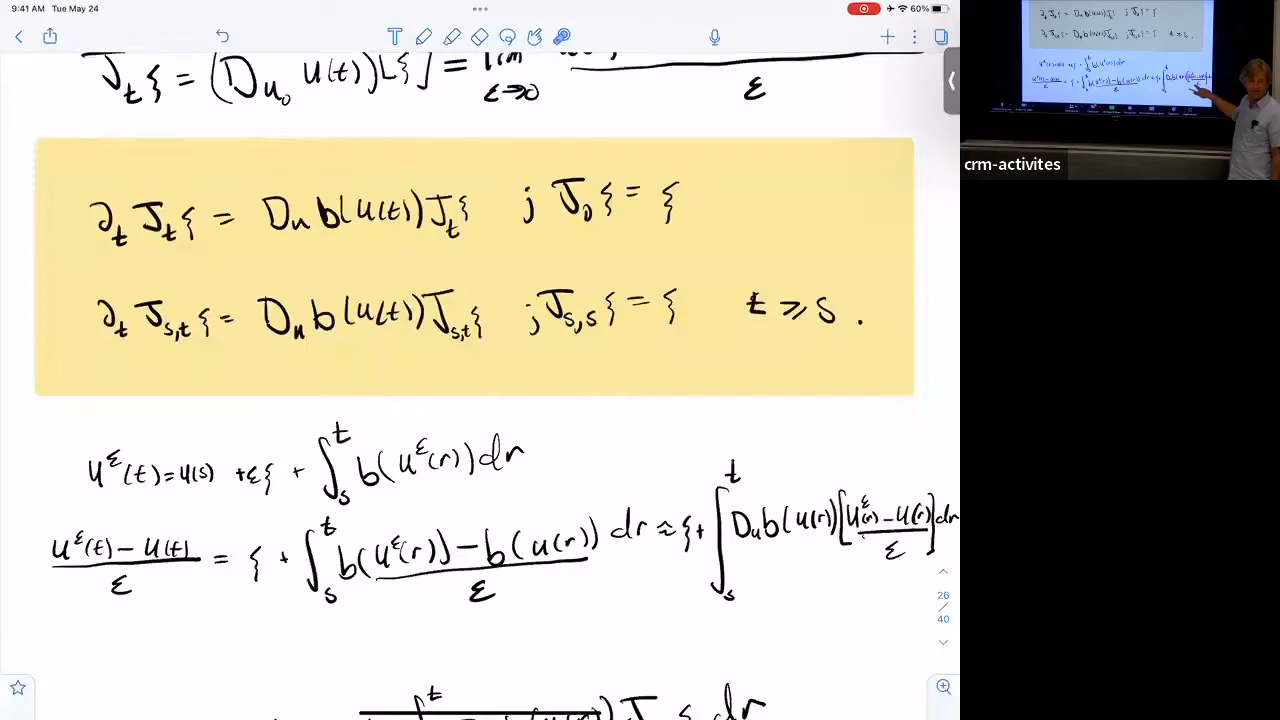 9:41 AM Tue May 24
60%
J_t ξ = (D_{u_0} u(t))[ξ] = lim_{ε→0} ε
∂_t J_t ξ = D_u b(u(t)) J_t ξ ; J_0 ξ = ξ
∂_t J_{s,t} ξ = D_u b(u(t)) J_{s,t} ξ ; J_{s,s} ξ = ξ t ⩾ s .
u^ε(t) = u(s) + εξ + ∫_s^t b(u^ε(r)) dr
(u^ε(t) − u(t))/ε = ξ + ∫_s^t (b(u^ε(r)) − b(u(r)))/ε dr ≈ ξ + ∫_s^t D_u b(u(r)) [(u^ε(r) − u(r))/ε] dr
ξ dr
26
/
40
crm-activites